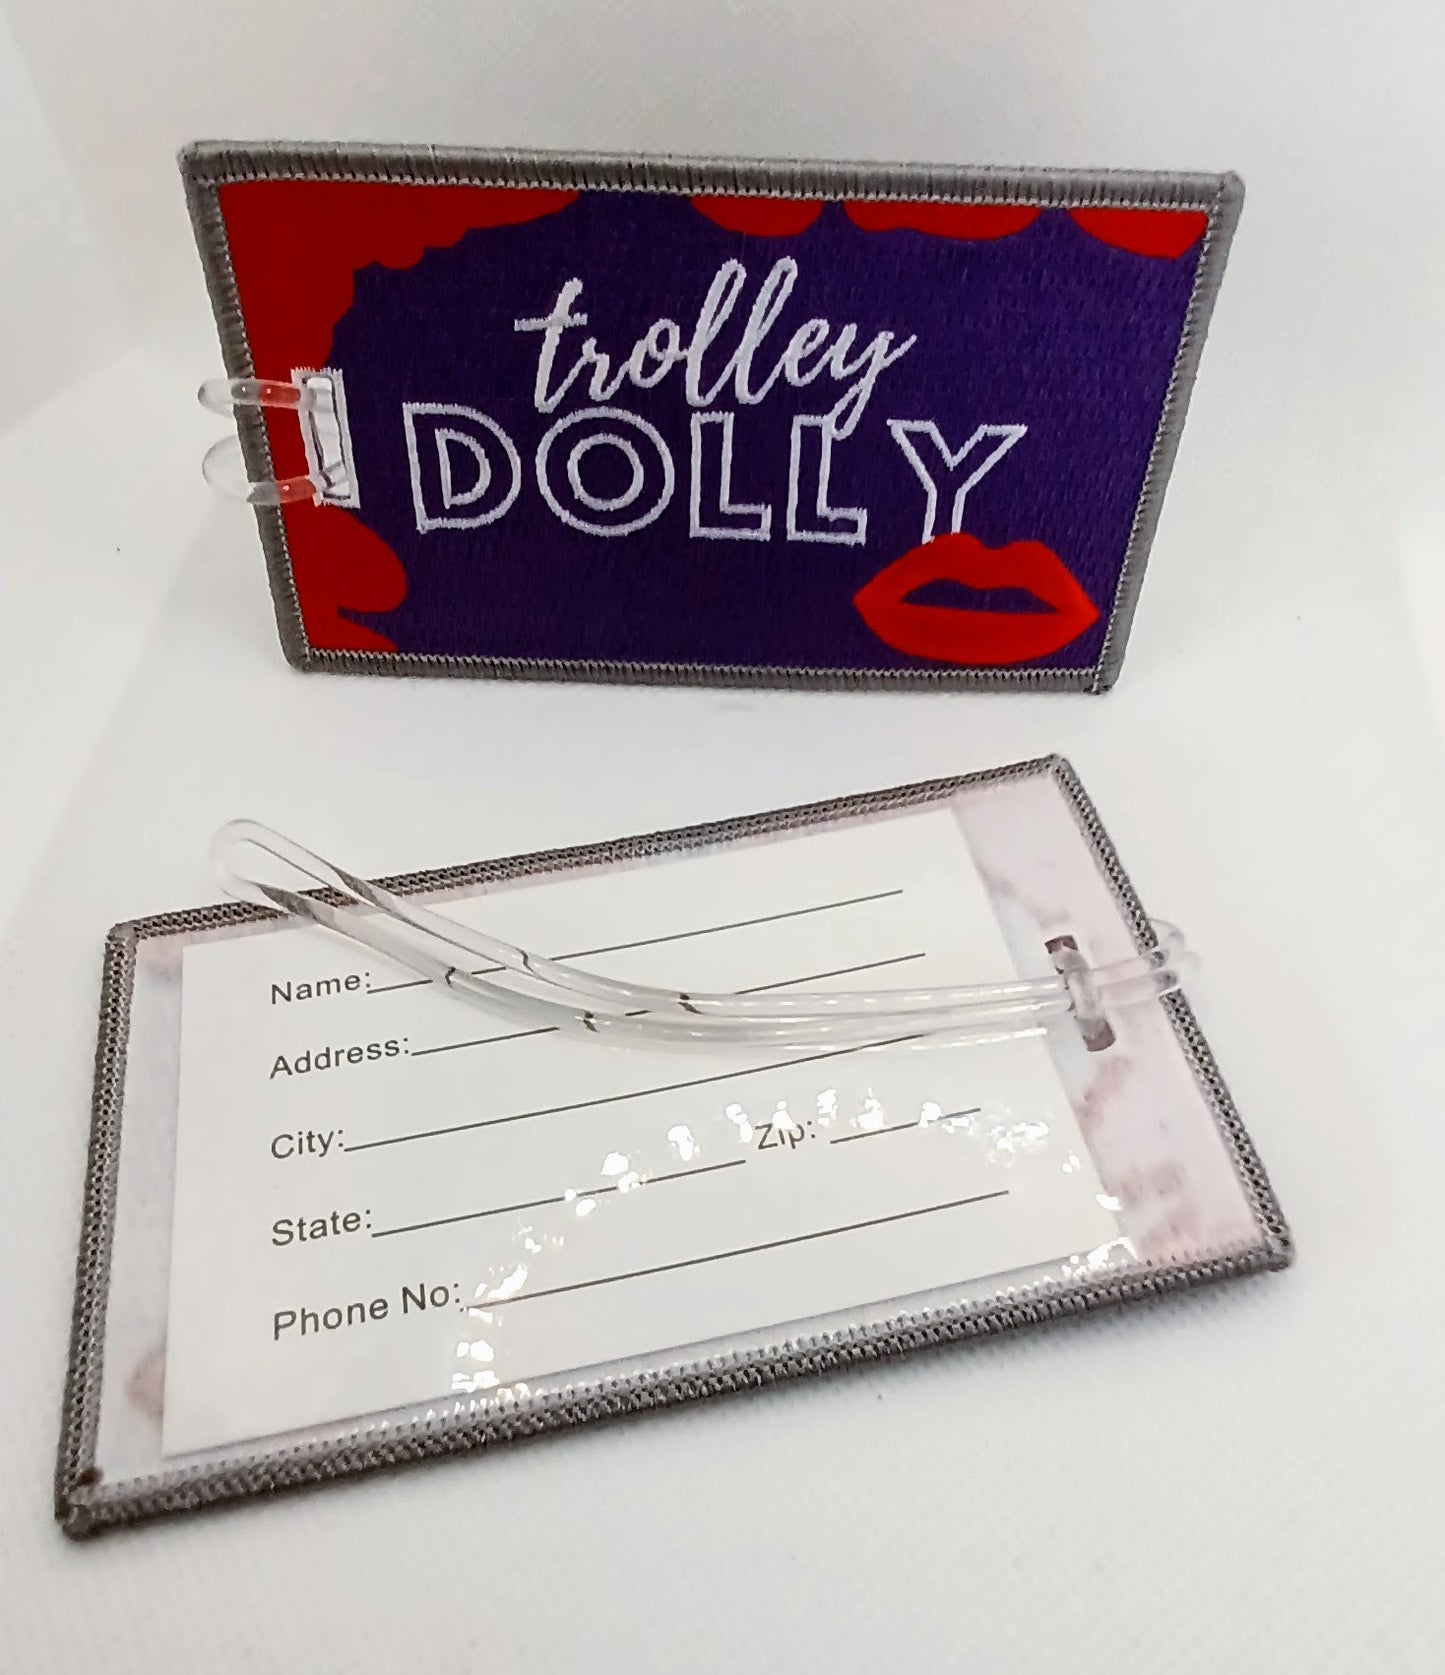 trolley
DOLLY
Name:
Address:
City:
State: Zip:
Phone No: